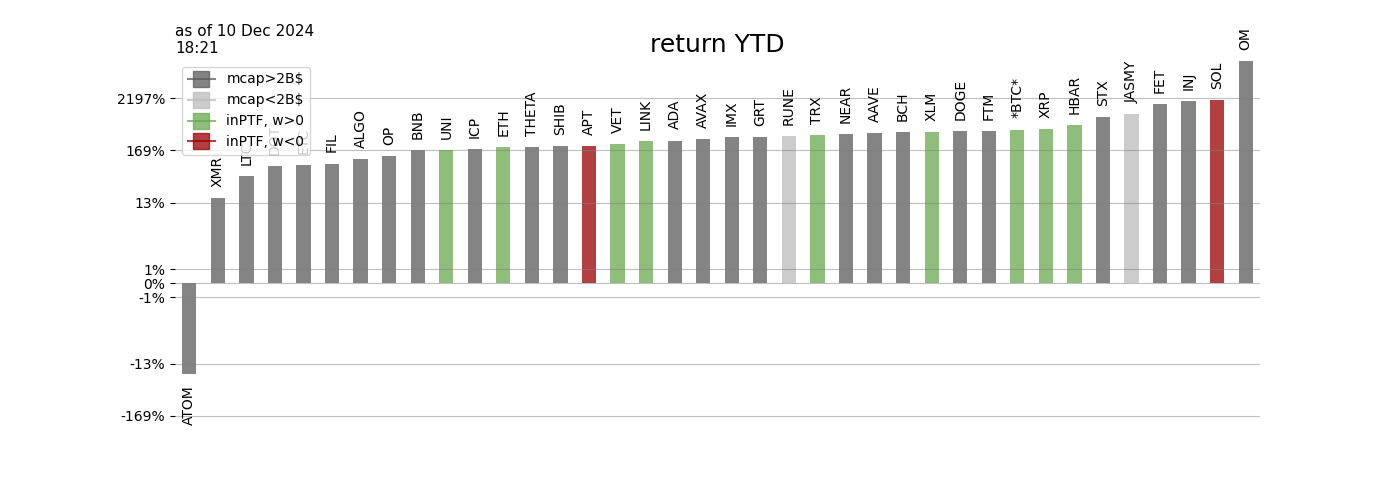 as of 10 Dec 2024
18:21
return YTD
mcap>2B$
mcap<2B$
inPTF, w>0
inPTF, w<0
2197%
169%
13%
1%
0%
-1%
-13%
-169%
ATOM
XMR
LTC
DOT
ETC
FIL
ALGO
OP
BNB
UNI
ICP
ETH
THETA
SHIB
APT
VET
LINK
ADA
AVAX
IMX
GRT
RUNE
TRX
NEAR
AAVE
BCH
XLM
DOGE
FTM
*BTC*
XRP
HBAR
STX
JASMY
FET
INJ
SOL
OM